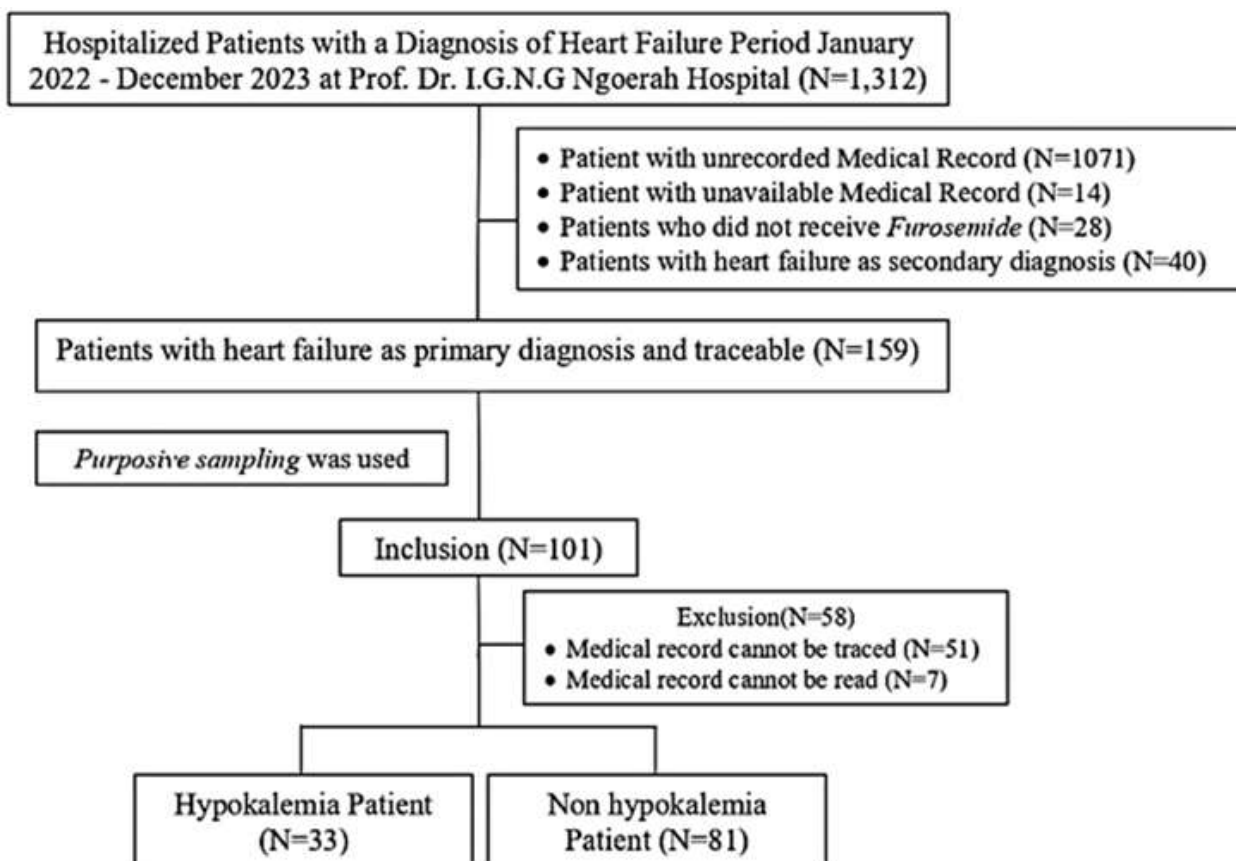 Hospitalized Patients with a Diagnosis of Heart Failure Period January
2022 - December 2023 at Prof. Dr. I.G.N.G Ngoerah Hospital (N=1,312)
• Patient with unrecorded Medical Record (N=1071)
• Patient with unavailable Medical Record (N=14)
• Patients who did not receive Furosemide (N=28)
• Patients with heart failure as secondary diagnosis (N=40)
Patients with heart failure as primary diagnosis and traceable (N=159)
Purposive sampling was used
Inclusion (N=101)
Exclusion(N=58)
• Medical record cannot be traced (N=51)
• Medical record cannot be read (N=7)
Hypokalemia Patient
(N=33)
Non hypokalemia
Patient (N=81)